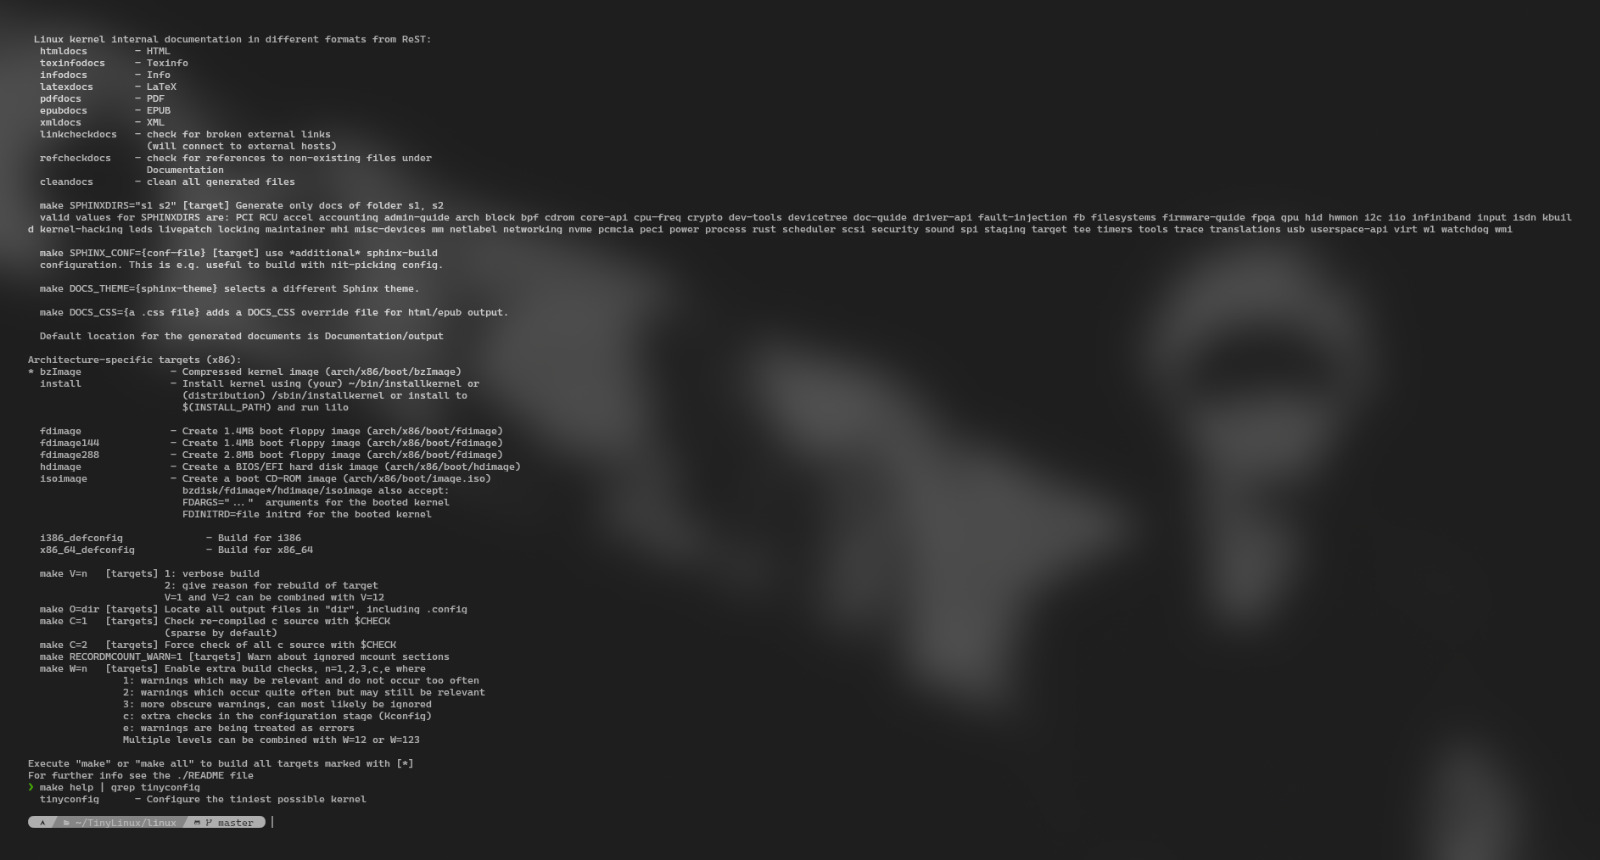 Linux kernel internal documentation in different formats from ReST:
htmldocs - HTML
texinfodocs - Texinfo
infodocs - Info
latexdocs - LaTeX
pdfdocs - PDF
epubdocs - EPUB
xmldocs - XML
linkcheckdocs - check for broken external links
(will connect to external hosts)
refcheckdocs - check for references to non-existing files under
Documentation
cleandocs - clean all generated files
make SPHINXDIRS="s1 s2" [target] Generate only docs of folder s1, s2
valid values for SPHINXDIRS are: PCI RCU accel accounting admin-guide arch block bpf cdrom core-api cpu-freq crypto dev-tools devicetree doc-guide driver-api fault-injection fb filesystems firmware-guide fpga gpu hid hwmon i2c iio infiniband input isdn kbuil
d kernel-hacking leds livepatch locking maintainer mhi misc-devices mm netlabel networking nvme pcmcia peci power process rust scheduler scsi security sound spi staging target tee timers tools trace translations usb userspace-api virt w1 watchdog wmi
make SPHINX_CONF={conf-file} [target] use *additional* sphinx-build
configuration. This is e.g. useful to build with nit-picking config.
make DOCS_THEME={sphinx-theme} selects a different Sphinx theme.
make DOCS_CSS={a .css file} adds a DOCS_CSS override file for html/epub output.
Default location for the generated documents is Documentation/output
Architecture-specific targets (x86):
* bzImage - Compressed kernel image (arch/x86/boot/bzImage)
install - Install kernel using (your) ~/bin/installkernel or
(distribution) /sbin/installkernel or install to
$(INSTALL_PATH) and run lilo
fdimage - Create 1.4MB boot floppy image (arch/x86/boot/fdimage)
fdimage144 - Create 1.4MB boot floppy image (arch/x86/boot/fdimage)
fdimage288 - Create 2.8MB boot floppy image (arch/x86/boot/fdimage)
hdimage - Create a BIOS/EFI hard disk image (arch/x86/boot/hdimage)
isoimage - Create a boot CD-ROM image (arch/x86/boot/image.iso)
bzdisk/fdimage*/hdimage/isoimage also accept:
FDARGS="..." arguments for the booted kernel
FDINITRD=file initrd for the booted kernel
i386_defconfig - Build for i386
x86_64_defconfig - Build for x86_64
make V=n [targets] 1: verbose build
2: give reason for rebuild of target
V=1 and V=2 can be combined with V=12
make O=dir [targets] Locate all output files in "dir", including .config
make C=1 [targets] Check re-compiled c source with $CHECK
(sparse by default)
make C=2 [targets] Force check of all c source with $CHECK
make RECORDMCOUNT_WARN=1 [targets] Warn about ignored mcount sections
make W=n [targets] Enable extra build checks, n=1,2,3,c,e where
1: warnings which may be relevant and do not occur too often
2: warnings which occur quite often but may still be relevant
3: more obscure warnings, can most likely be ignored
c: extra checks in the configuration stage (Kconfig)
e: warnings are being treated as errors
Multiple levels can be combined with W=12 or W=123
Execute "make" or "make all" to build all targets marked with [*]
For further info see the ./README file
❯ make help | grep tinyconfig
tinyconfig - Configure the tiniest possible kernel
~/TinyLinux/linux master